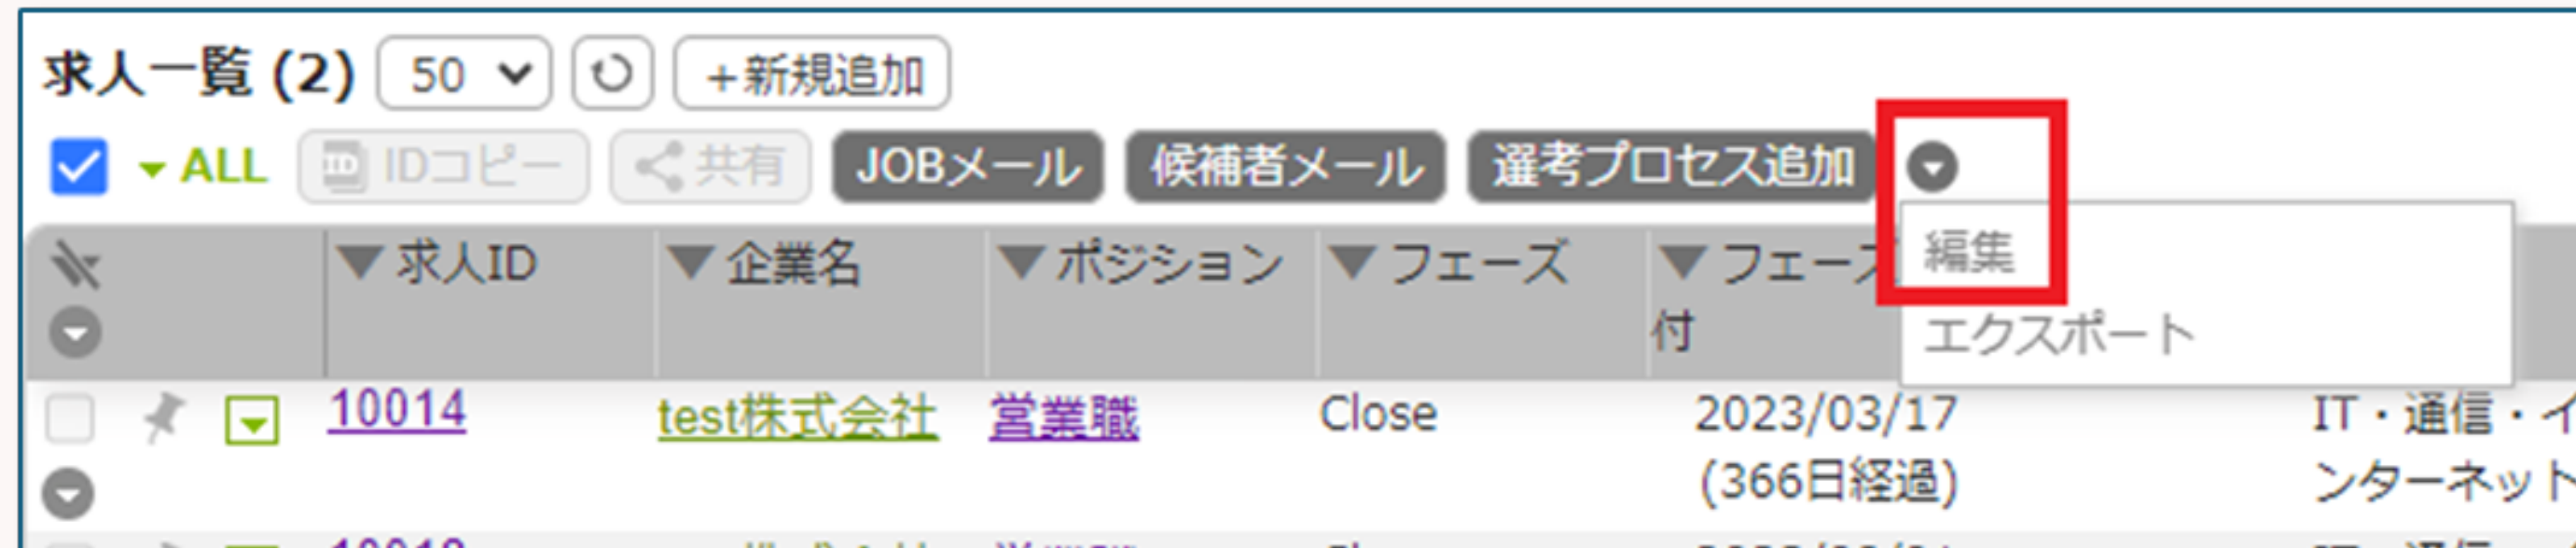 求人一覧 (2) 50 +新規追加
ALL IDコピー 共有 JOBメール 候補者メール 選考プロセス追加
編集
エクスポート
求人ID 企業名 ポジション フェーズ フェーズ
付
10014 test株式会社 営業職 Close 2023/03/17 IT・通信・イ
(366日経過) ンターネット